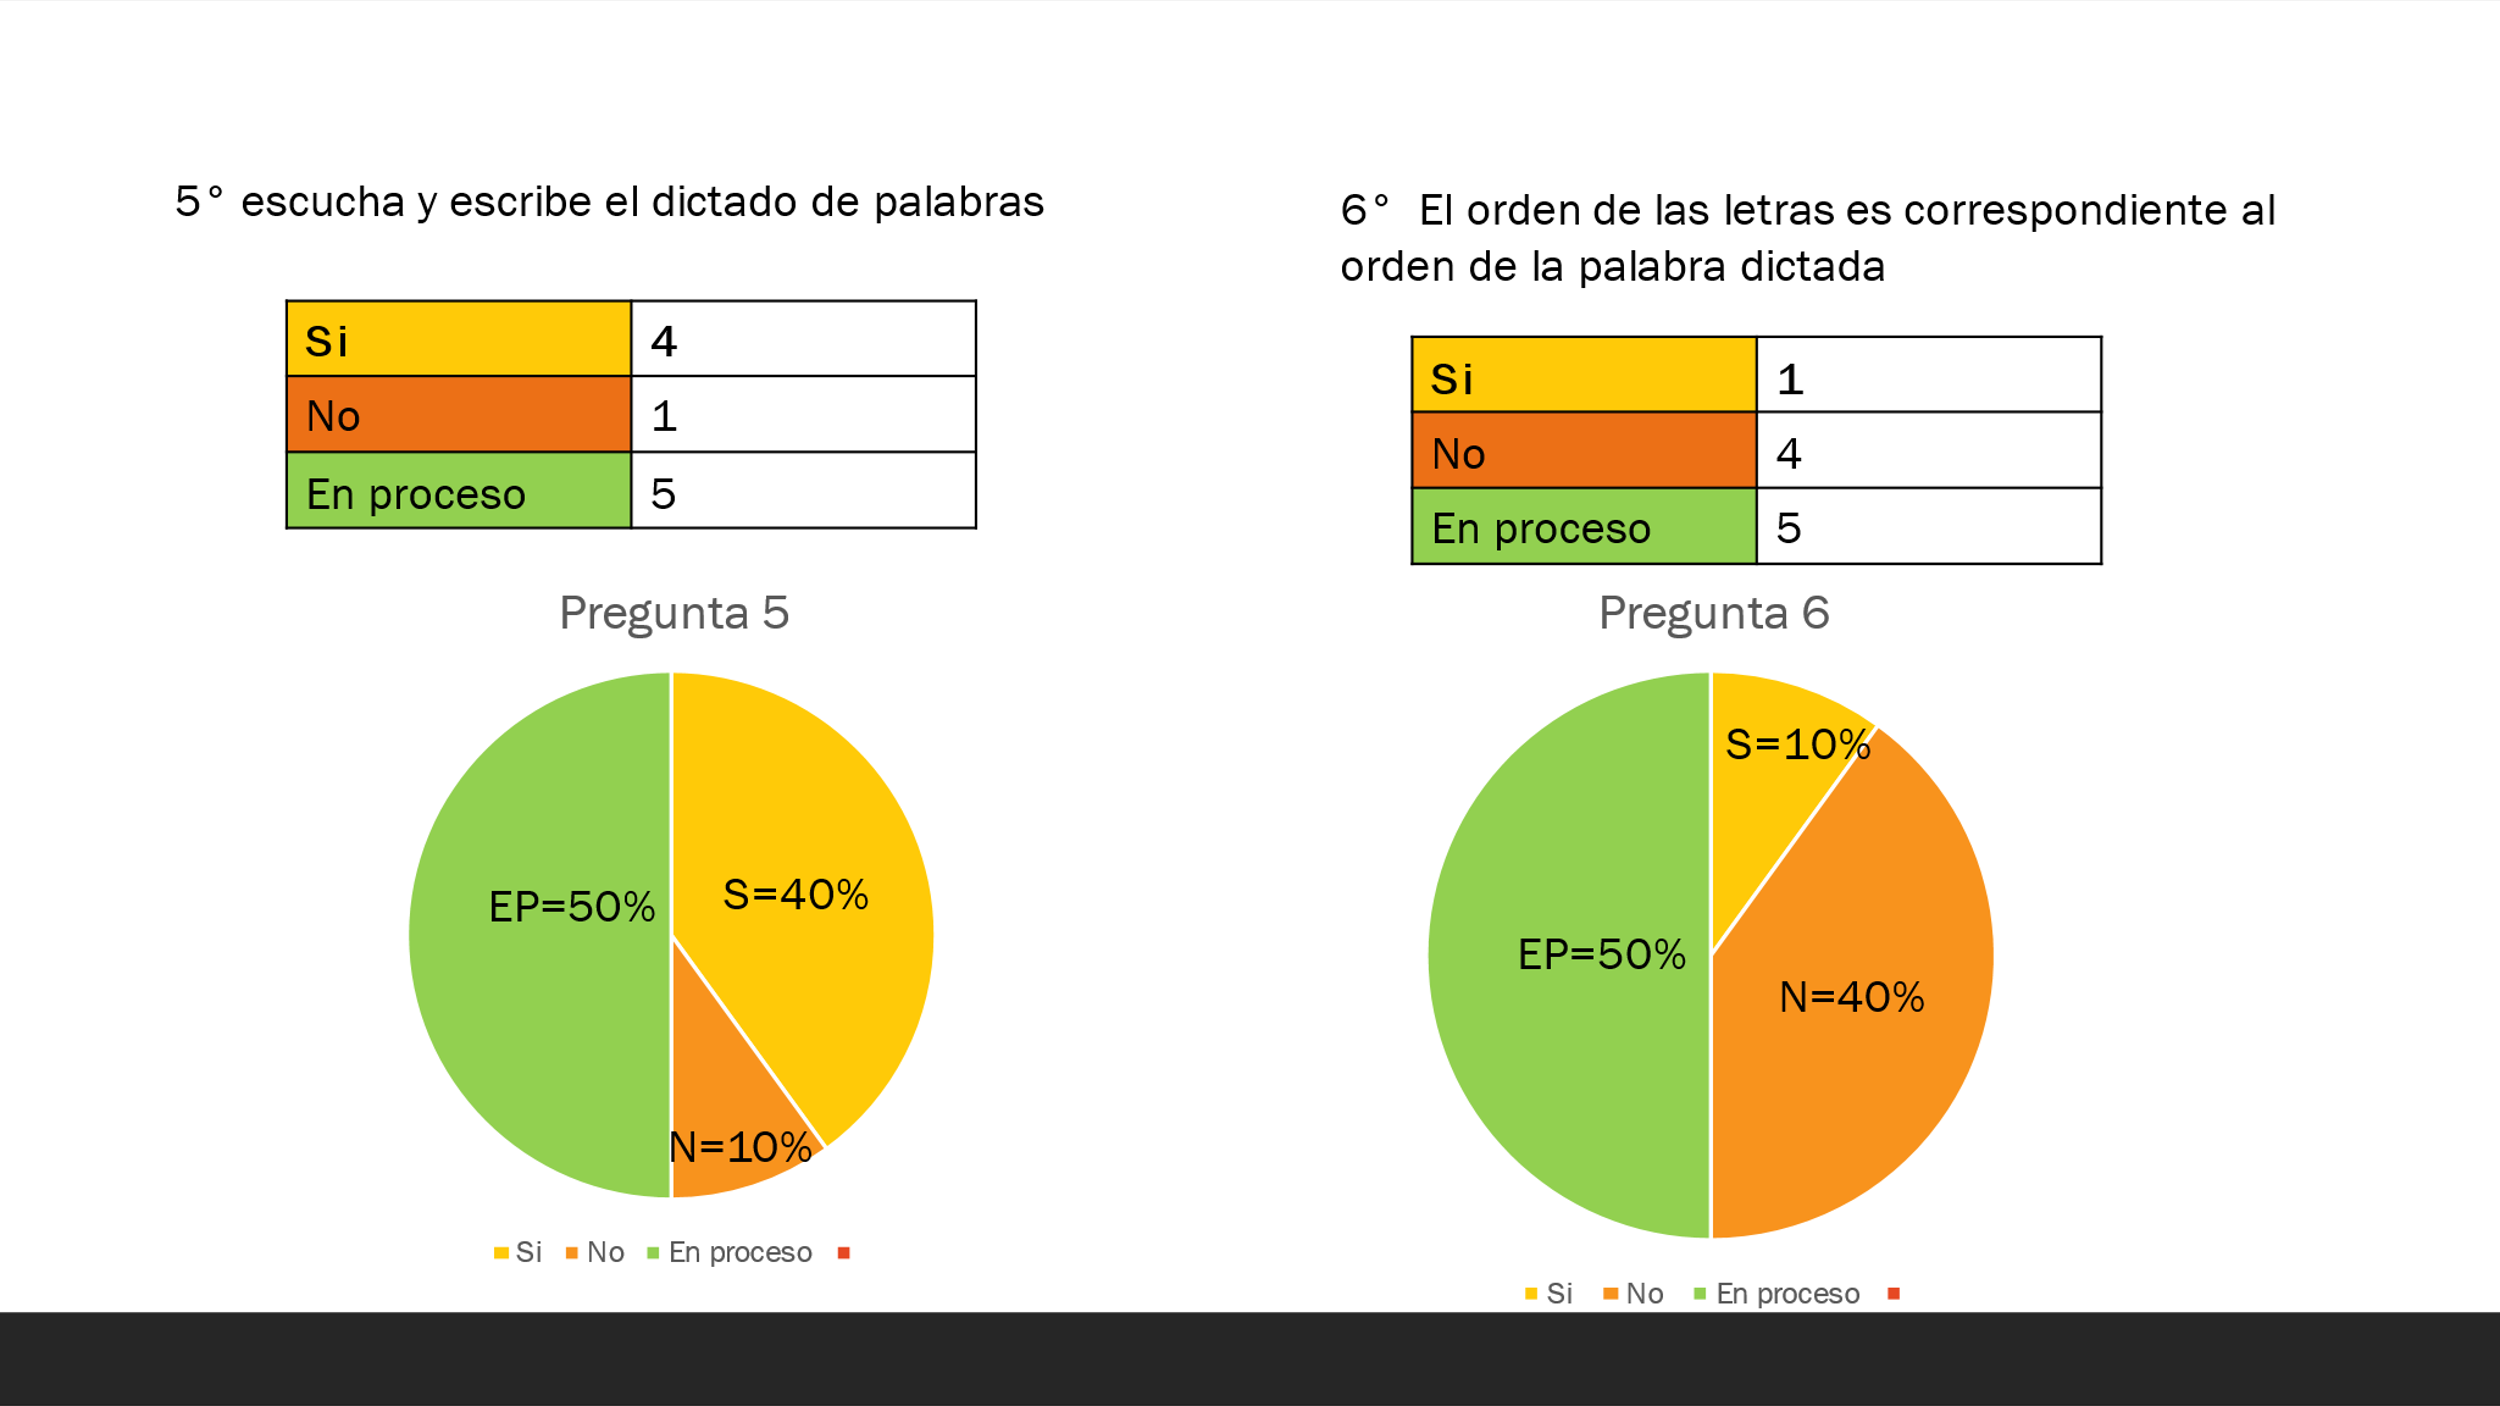 5° escucha y escribe el dictado de palabras
Si 4
No 1
En proceso 5
Pregunta 5
S=40%
EP=50%
N=10%
Si No En proceso
6° El orden de las letras es correspondiente al
orden de la palabra dictada
Si 1
No 4
En proceso 5
Pregunta 6
S=10%
EP=50%
N=40%
Si No En proceso